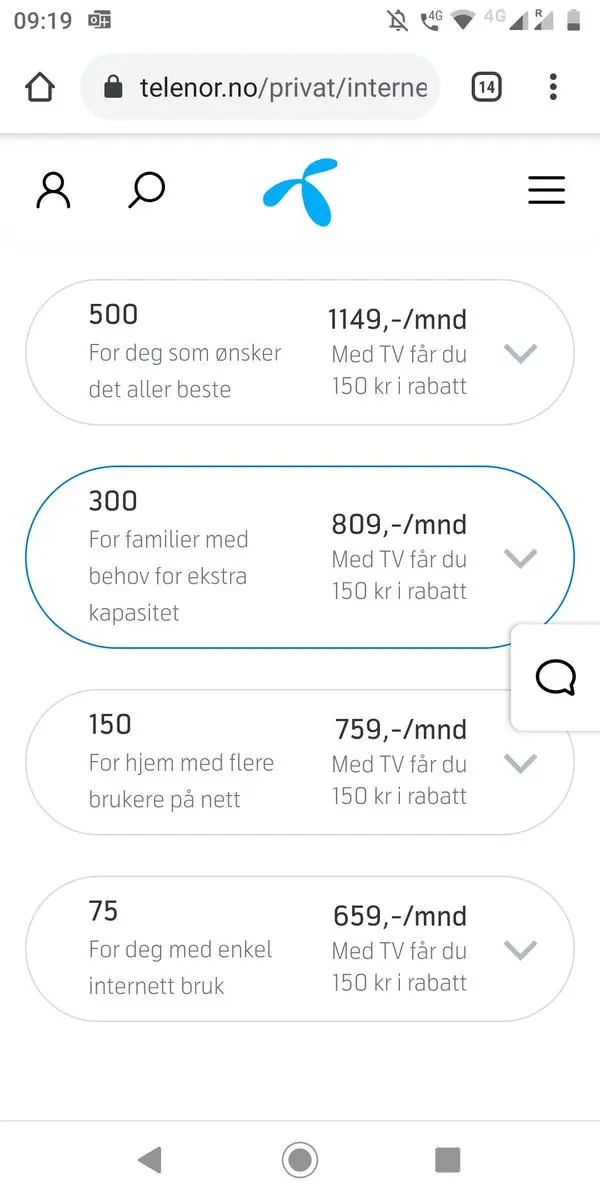 09:19
4G
4G
R
telenor.no/privat/interne
14
500
1149,-/mnd
For deg som ønsker
det aller beste
Med TV får du
150 kr i rabatt
300
809,-/mnd
For familier med
behov for ekstra
kapasitet
Med TV får du
150 kr i rabatt
150
759,-/mnd
For hjem med flere
brukere på nett
Med TV får du
150 kr i rabatt
75
659,-/mnd
For deg med enkel
internett bruk
Med TV får du
150 kr i rabatt